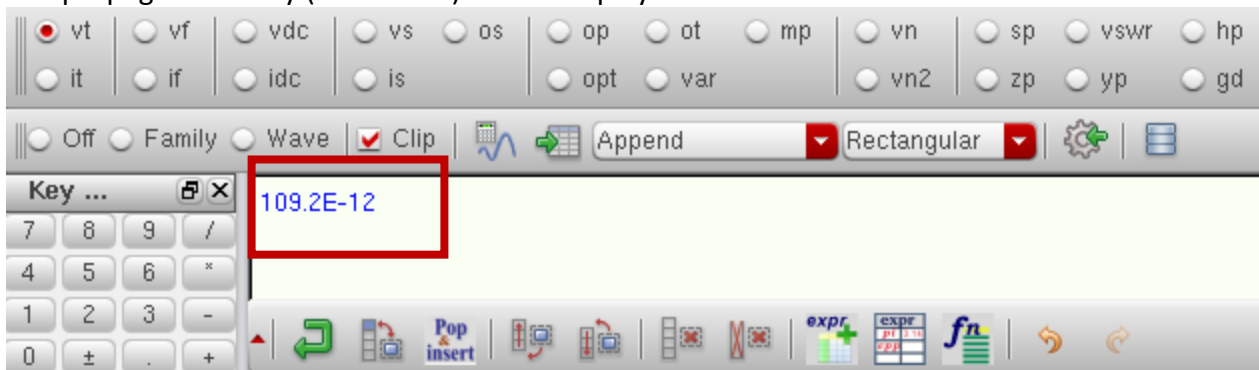 vt vf vdc vs os op ot mp vn sp vswr hp
it if idc is opt var vn2 zp yp gd
Off Family Wave Clip Append Rectangular
Key ...
109.2E-12
7 8 9 /
4 5 6 *
1 2 3 -
Pop & insert expr expr fn
0 ± . +